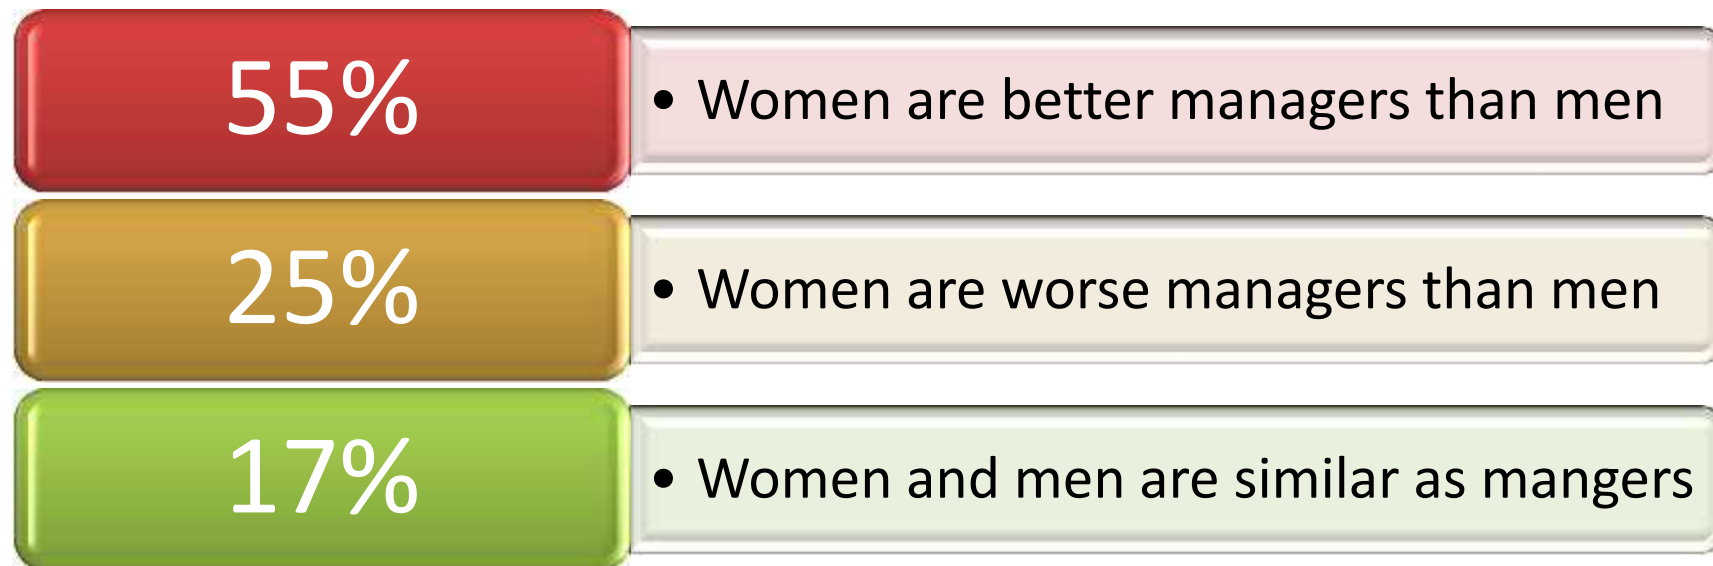 55%
• Women are better managers than men
25%
• Women are worse managers than men
17%
• Women and men are similar as mangers